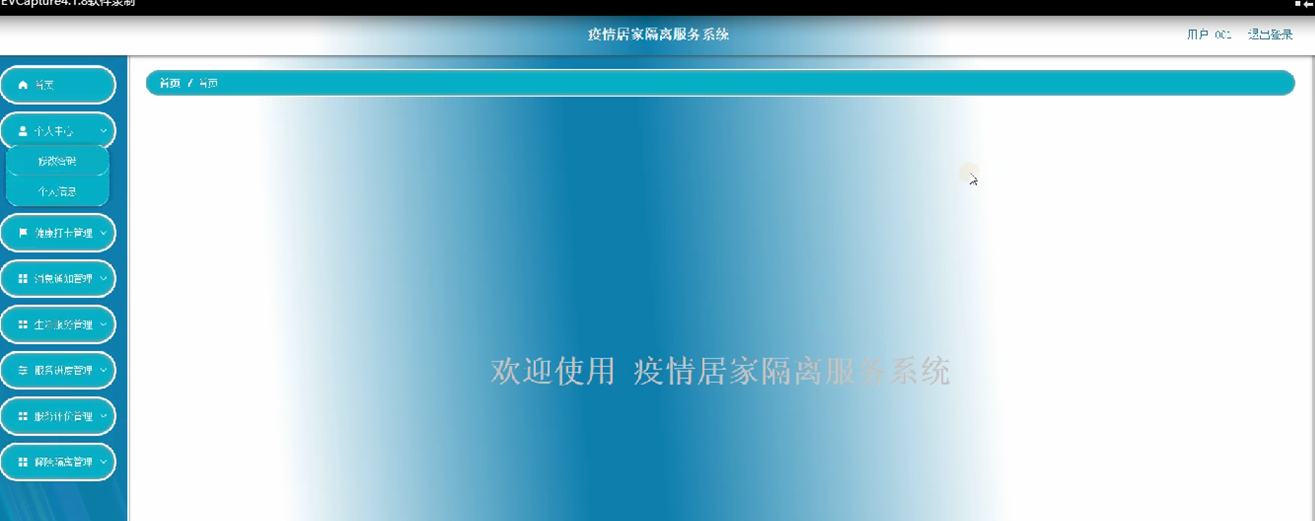 EVCapture4.1.8软件录制
疫情居家隔离服务系统
用户 001 退出登录
首页 / 首页
首页
个人中心
修改密码
个人信息
健康打卡管理
消息通知管理
生活服务管理
服务进度管理
服务评价管理
解除隔离管理
欢迎使用 疫情居家隔离服务系统